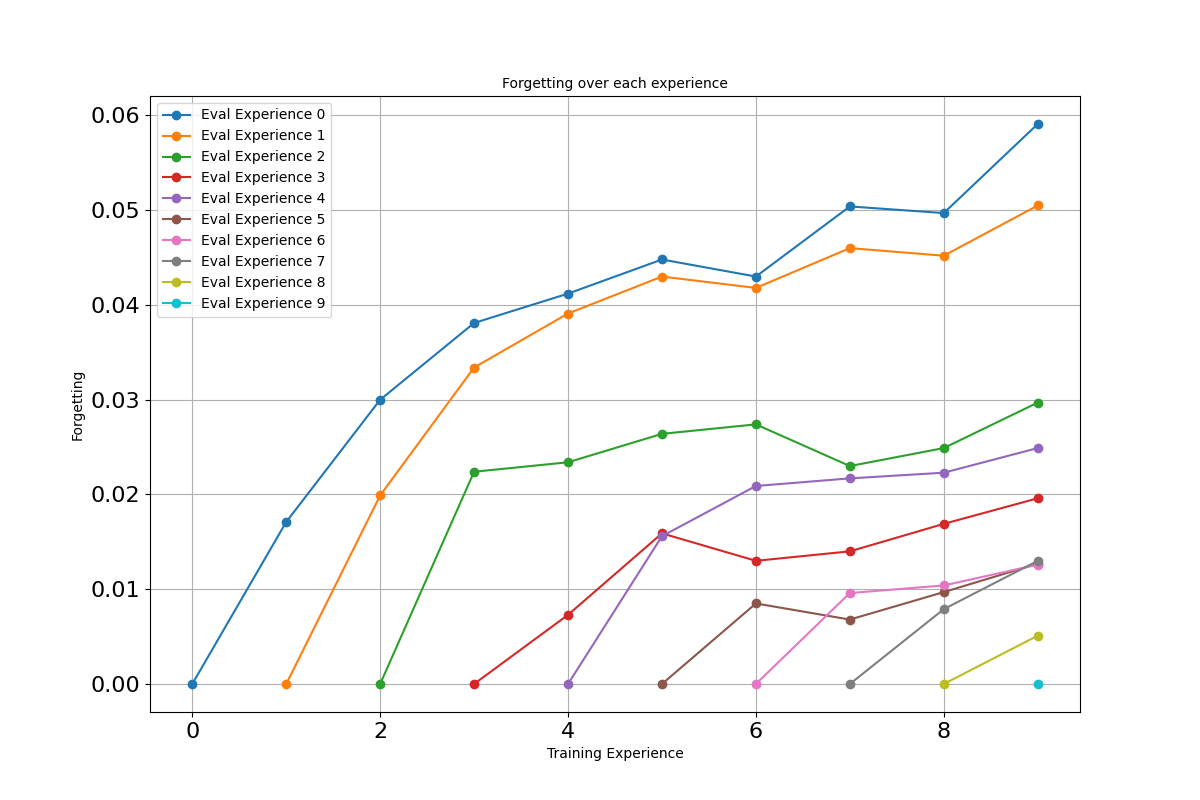 Forgetting over each experience
0.06
0.05
0.04
0.03
0.02
0.01
0.00
Forgetting
Eval Experience 0
Eval Experience 1
Eval Experience 2
Eval Experience 3
Eval Experience 4
Eval Experience 5
Eval Experience 6
Eval Experience 7
Eval Experience 8
Eval Experience 9
0 2 4 6 8
Training Experience